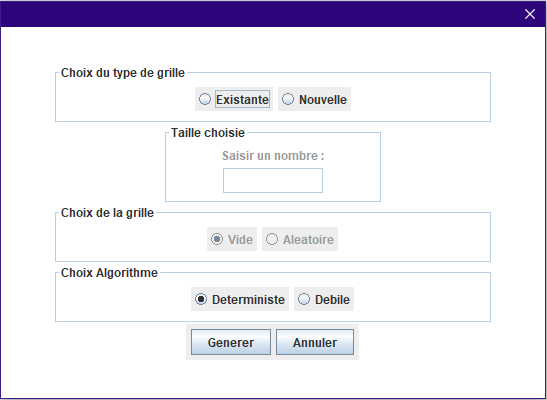 Choix du type de grille
Existante Nouvelle
Taille choisie
Saisir un nombre :
Choix de la grille
Vide Aleatoire
Choix Algorithme
Deterministe Debile
Generer Annuler